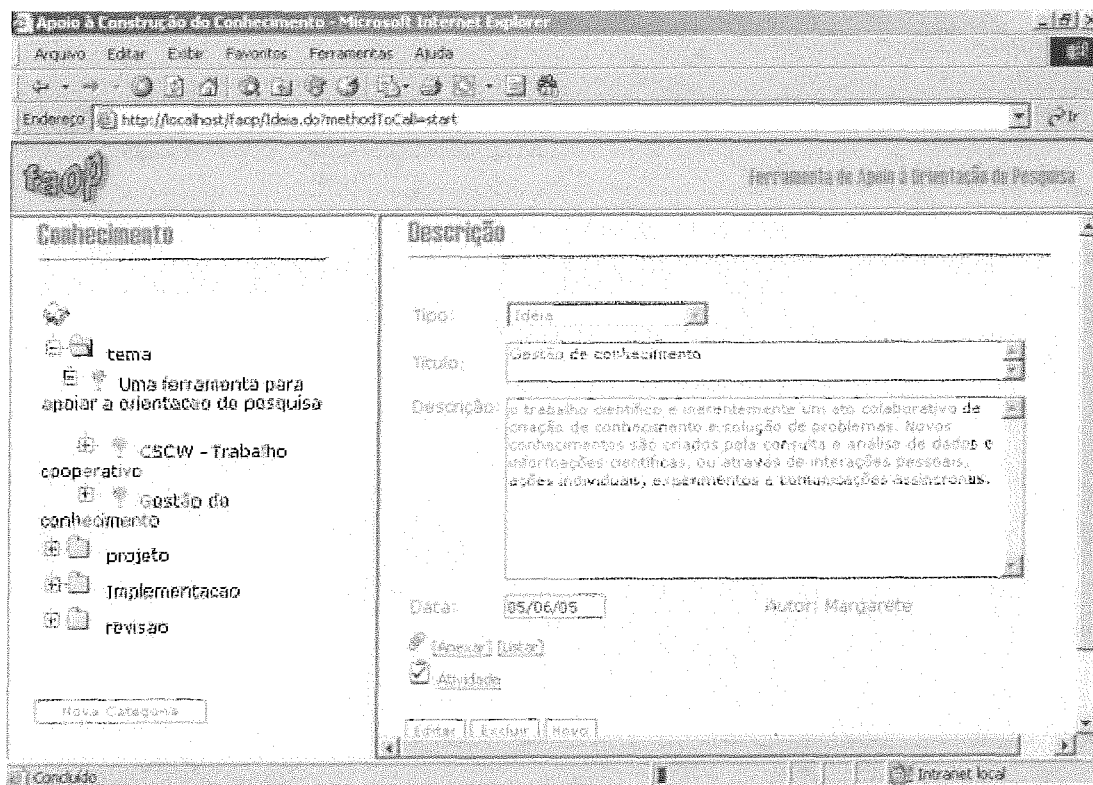 Apoio à Construção do Conhecimento - Microsoft Internet Explorer
Arquivo Editar Exibir Favoritos Ferramentas Ajuda
Endereço http://localhost/faop/Ideia.do?methodToCall=start Ir
faop
Ferramenta de Apoio à Orientação de Pesquisa
Conhecimento
tema
Uma ferramenta para
apoiar a orientacao de pesquisa
CSCW - Trabalho
cooperativo
Gestão do
conhecimento
projeto
Implementacao
revisao
Nova Categoria
Descrição
Tipo: Ideia
Título: Gestão de conhecimento
Descrição: o trabalho científico é inerentemente um ato colaborativo de
criação de conhecimento e solução de problemas. Novos
conhecimentos são criados pela consulta e análise de dados e
informações científicas, ou através de interações pessoais,
ações individuais, experimentos e comunicações assíncronas.
Data: 05/06/05 Autor: Margarete
[Anexar] [Listar]
Atividade
Editar Excluir Novo
Concluído Intranet local